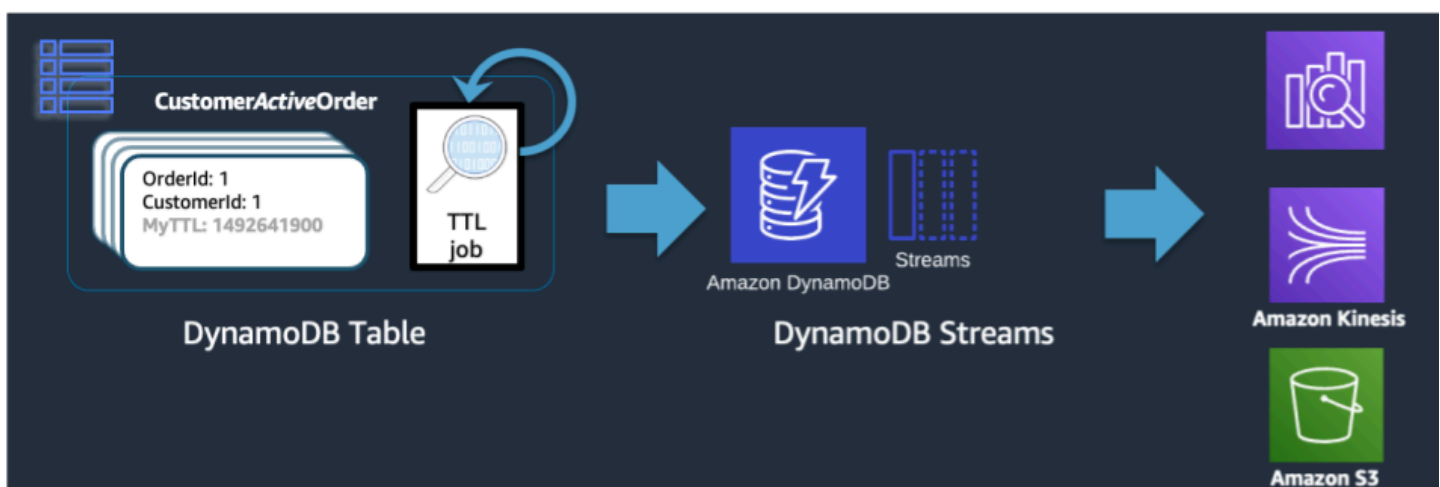 CustomerActiveOrder
OrderId: 1
CustomerId: 1
MyTTL: 1492641900
TTL
job
DynamoDB Table
Amazon DynamoDB
Streams
DynamoDB Streams
Amazon Kinesis
Amazon S3